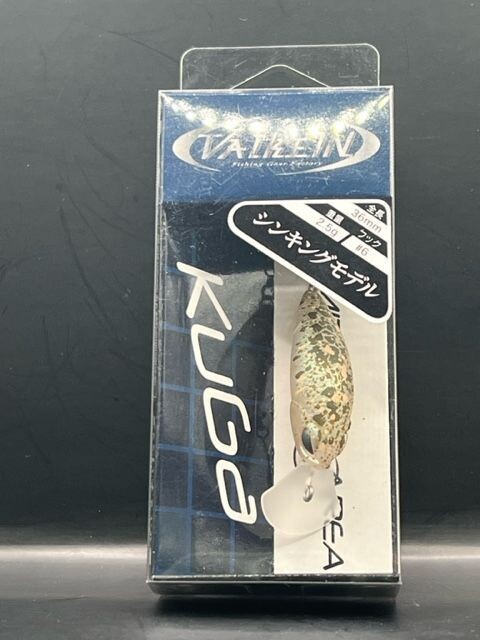 VALKEIN
Fishing Gear Factory
全長 36mm フック
重量 2.5g #6
シンキングモデル
KUGA
AREA